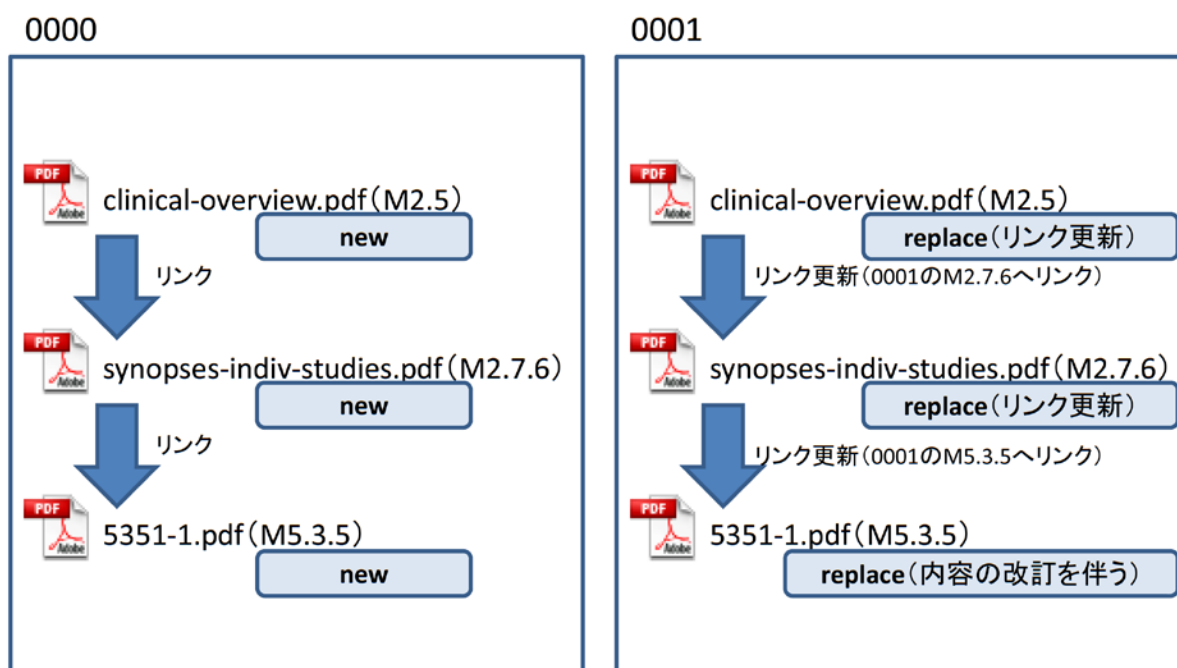 0000
PDF
Adobe
clinical-overview.pdf(M2.5)
new
リンク
PDF
Adobe
synopses-indiv-studies.pdf(M2.7.6)
new
リンク
PDF
Adobe
5351-1.pdf(M5.3.5)
new
0001
PDF
Adobe
clinical-overview.pdf(M2.5)
replace(リンク更新)
リンク更新(0001のM2.7.6へリンク)
PDF
Adobe
synopses-indiv-studies.pdf(M2.7.6)
replace(リンク更新)
リンク更新(0001のM5.3.5へリンク)
PDF
Adobe
5351-1.pdf(M5.3.5)
replace(内容の改訂を伴う)